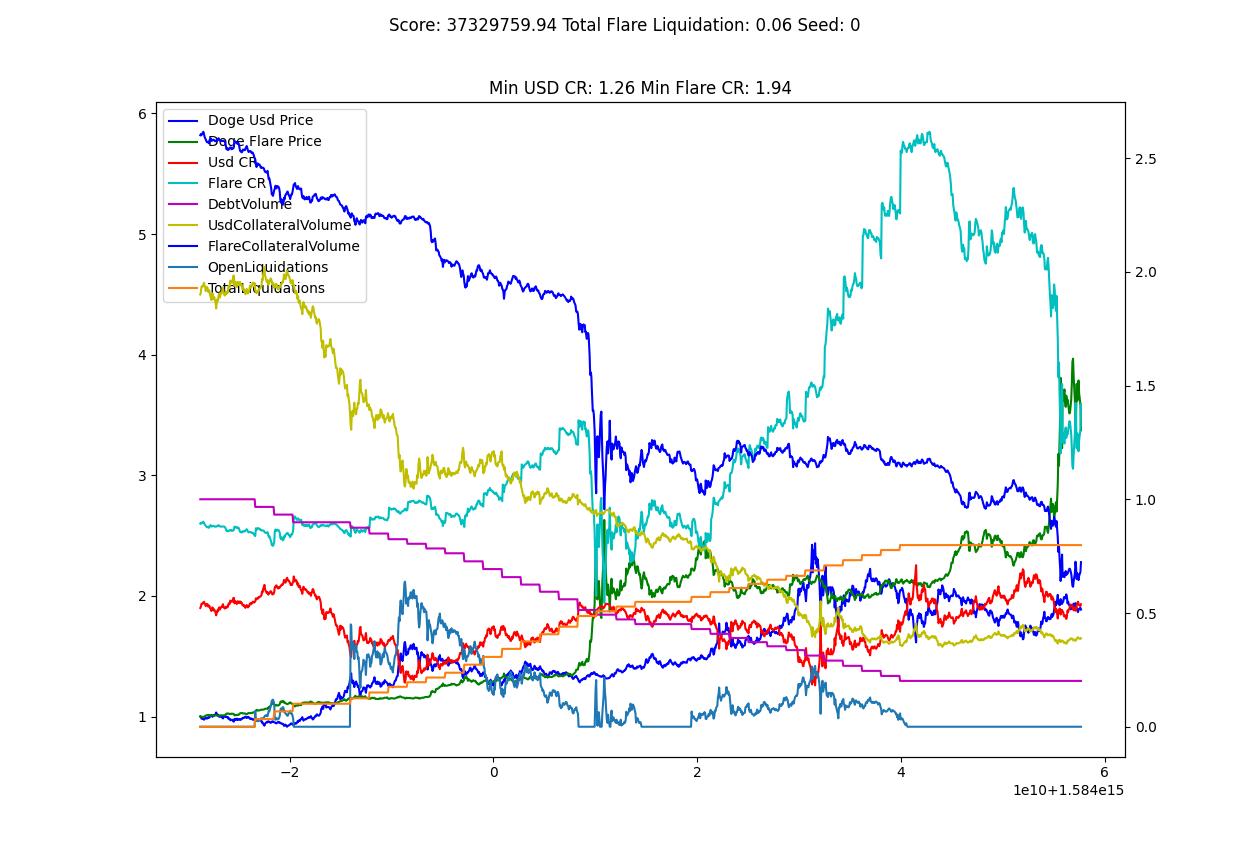 Score: 37329759.94 Total Flare Liquidation: 0.06 Seed: 0
Min USD CR: 1.26 Min Flare CR: 1.94
Doge Usd Price
Doge Flare Price
Usd CR
Flare CR
DebtVolume
UsdCollateralVolume
FlareCollateralVolume
OpenLiquidations
TotalLiquidations
6
5
4
3
2
1
2.5
2.0
1.5
1.0
0.5
0.0
−2
0
2
4
6
1e10+1.584e15